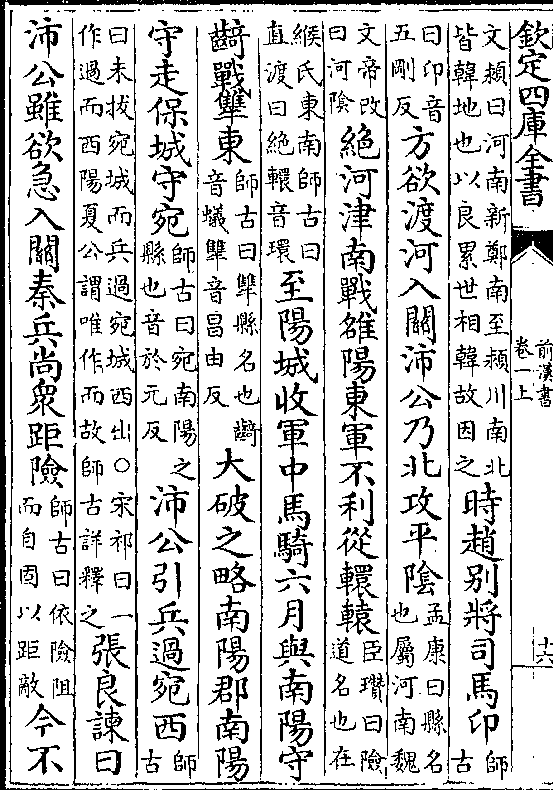 欽定四庫全書
前漢書
卷一上
十六
文頴曰河南新鄭南至頴川南北
皆韓地也以良累世相韓故因之
時趙别將司馬卬
師
古
曰卬音
五剛反
方欲渡河入關沛公乃北攻平陰
孟康曰縣名
也屬河南魏
文帝改
曰河陰
絶河津南戰雒陽東軍不利從轘轅
臣瓚曰險
道名也在
緱氏東南師古曰
直渡曰絶轘音環
至陽城收軍中馬騎六月與南陽守
齮戰犨東
師古曰犨縣名也齮
音蟻犨音昌由反
大破之略南陽郡南陽
守走保城守宛
師古曰宛南陽之
縣也音於元反
沛公引兵過宛西
師
古
曰未拔宛城而兵過宛城西出○宋祁曰一
作過而西陽夏公謂唯作而故師古詳釋之
張良諫曰
沛公雖欲急入關秦兵尚衆距險
師古曰依險阻
而自固以距敵
今不